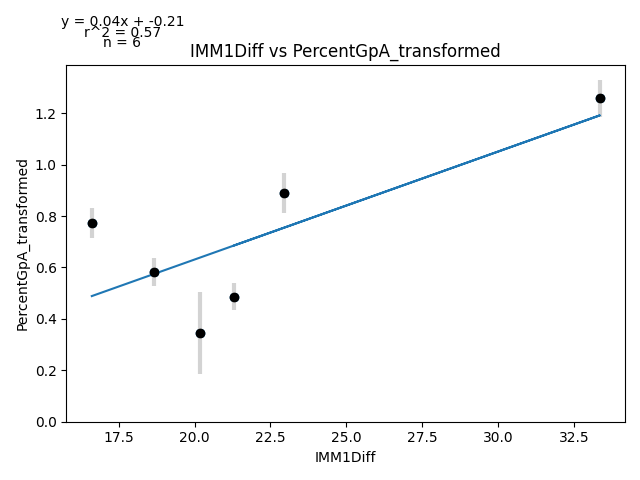 y = 0.04x + -0.21
r^2 = 0.57
n = 6
IMM1Diff vs PercentGpA_transformed
PercentGpA_transformed
1.2
1.0
0.8
0.6
0.4
0.2
0.0
17.5 20.0 22.5 25.0 27.5 30.0 32.5
IMM1Diff